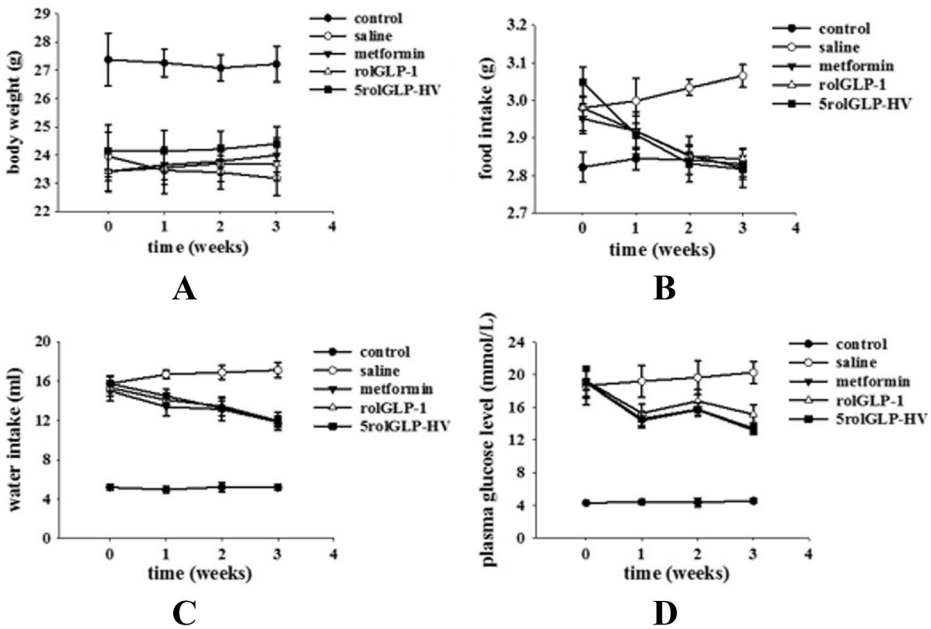 control
saline
metformin
rolGLP-1
5rolGLP-HV
body weight (g)
29
28
27
26
25
24
23
22
0 1 2 3 4
time (weeks)
A
control
saline
metformin
rolGLP-1
5rolGLP-HV
food intake (g)
3.2
3.1
3.0
2.9
2.8
2.7
0 1 2 3 4
time (weeks)
B
control
saline
metformin
rolGLP-1
5rolGLP-HV
water intake (ml)
20
16
12
8
4
0
0 1 2 3 4
time (weeks)
C
control
saline
metformin
rolGLP-1
5rolGLP-HV
plasma glucose level (mmol/L)
24
20
16
12
8
4
0
0 1 2 3 4
time (weeks)
D